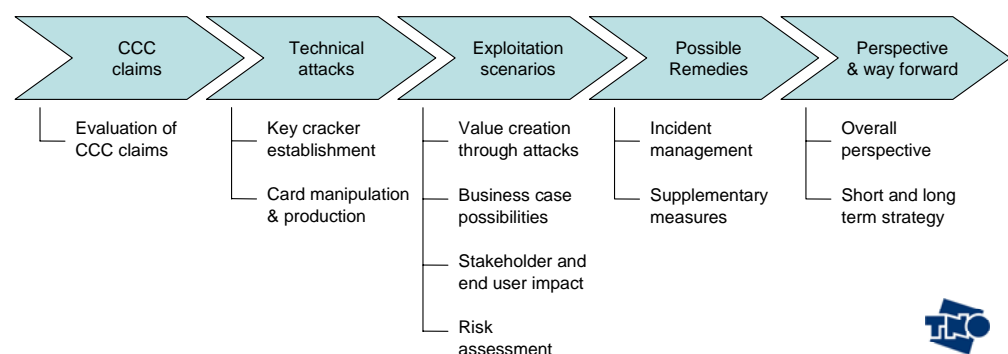 CCC
claims
Technical
attacks
Exploitation
scenarios
Possible
Remedies
Perspective
& way forward
Evaluation of
CCC claims
Key cracker
establishment
Card manipulation
& production
Value creation
through attacks
Business case
possibilities
Stakeholder and
end user impact
Risk
assessment
Incident
management
Supplementary
measures
Overall
perspective
Short and long
term strategy
TNO